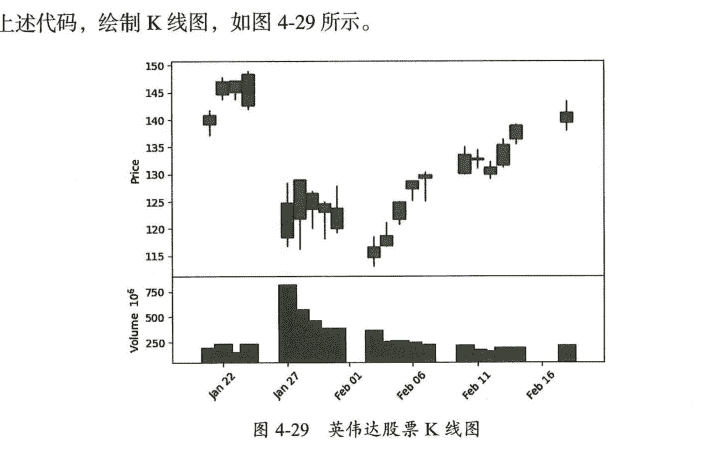 上述代码，绘制 K 线图，如图 4-29 所示。
150
145
140
135
130
125
120
115
Price
750
500
250
Volume 10⁶
Jan 22
Jan 27
Feb 01
Feb 06
Feb 11
Feb 16
图 4-29 英伟达股票 K 线图